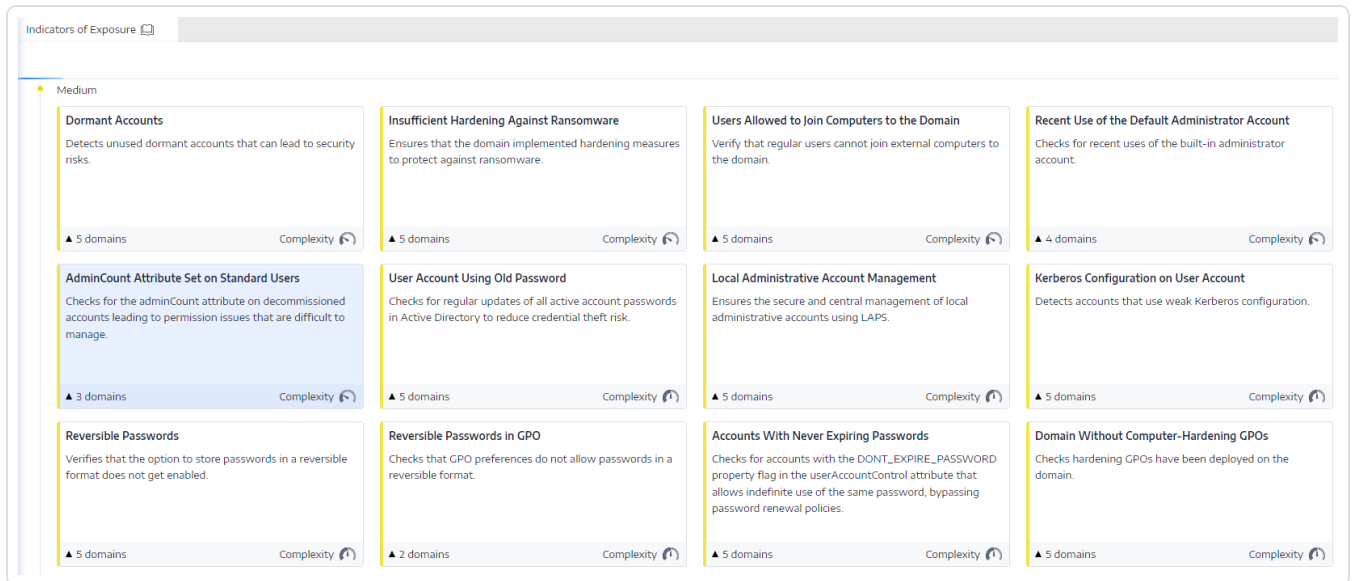 Indicators of Exposure
Medium
Dormant Accounts
Detects unused dormant accounts that can lead to security
risks.
▲ 5 domains
Complexity
Insufficient Hardening Against Ransomware
Ensures that the domain implemented hardening measures
to protect against ransomware.
▲ 5 domains
Complexity
Users Allowed to Join Computers to the Domain
Verify that regular users cannot join external computers to
the domain.
▲ 5 domains
Complexity
Recent Use of the Default Administrator Account
Checks for recent uses of the built-in administrator
account.
▲ 4 domains
Complexity
AdminCount Attribute Set on Standard Users
Checks for the adminCount attribute on decommissioned
accounts leading to permission issues that are difficult to
manage.
▲ 3 domains
Complexity
User Account Using Old Password
Checks for regular updates of all active account passwords
in Active Directory to reduce credential theft risk.
▲ 5 domains
Complexity
Local Administrative Account Management
Ensures the secure and central management of local
administrative accounts using LAPS.
▲ 5 domains
Complexity
Kerberos Configuration on User Account
Detects accounts that use weak Kerberos configuration.
▲ 5 domains
Complexity
Reversible Passwords
Verifies that the option to store passwords in a reversible
format does not get enabled.
▲ 5 domains
Complexity
Reversible Passwords in GPO
Checks that GPO preferences do not allow passwords in a
reversible format.
▲ 2 domains
Complexity
Accounts With Never Expiring Passwords
Checks for accounts with the DONT_EXPIRE_PASSWORD
property flag in the userAccountControl attribute that
allows indefinite use of the same password, bypassing
password renewal policies.
▲ 5 domains
Complexity
Domain Without Computer-Hardening GPOs
Checks hardening GPOs have been deployed on the
domain.
▲ 5 domains
Complexity